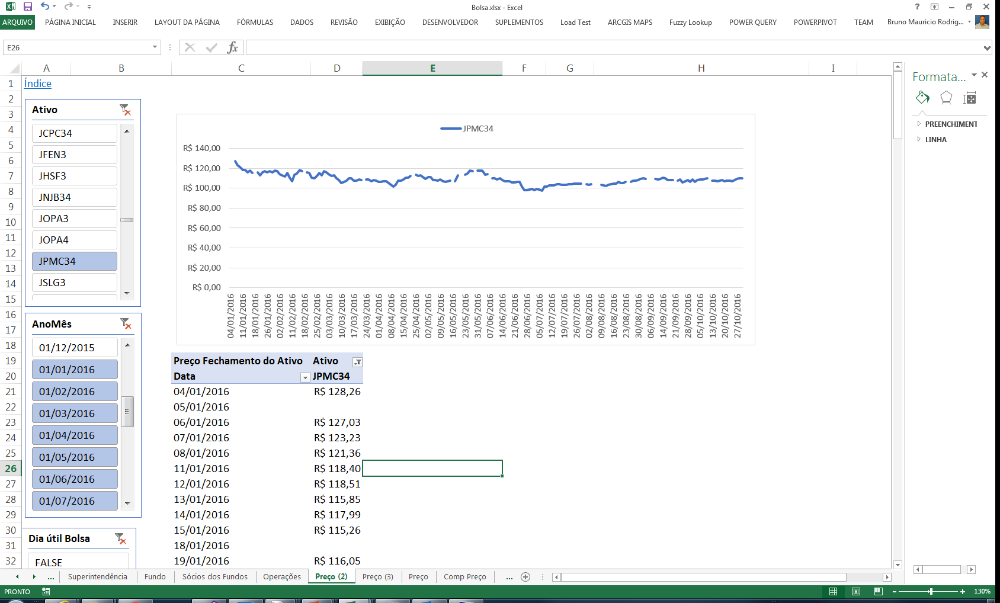 Bolsa.xlsx - Excel
ARQUIVO PÁGINA INICIAL INSERIR LAYOUT DA PÁGINA FÓRMULAS DADOS REVISÃO EXIBIÇÃO DESENVOLVEDOR SUPLEMENTOS Load Test ARCGIS MAPS Fuzzy Lookup POWER QUERY POWERPIVOT TEAM Bruno Mauricio Rodrig...
E26
fx
A B C D E F G H I
1 Índice
2
3
4
5
6
7
8
9
10
11
12
13
14
15
16
17
18
19
20
21
22
23
24
25
26
27
28
29
30
31
32
Ativo
JCPC34
JFEN3
JHSF3
JNJB34
JOPA3
JOPA4
JPMC34
JSLG3
AnoMês
01/12/2015
01/01/2016
01/02/2016
01/03/2016
01/04/2016
01/05/2016
01/06/2016
01/07/2016
Dia útil Bolsa
FALSE
JPMC34
R$ 140,00
R$ 120,00
R$ 100,00
R$ 80,00
R$ 60,00
R$ 40,00
R$ 20,00
R$ 0,00
04/01/2016
11/01/2016
18/01/2016
26/01/2016
02/02/2016
11/02/2016
18/02/2016
25/02/2016
03/03/2016
10/03/2016
17/03/2016
24/03/2016
01/04/2016
08/04/2016
15/04/2016
25/04/2016
02/05/2016
09/05/2016
16/05/2016
23/05/2016
31/05/2016
07/06/2016
14/06/2016
21/06/2016
28/06/2016
05/07/2016
12/07/2016
19/07/2016
26/07/2016
02/08/2016
09/08/2016
16/08/2016
23/08/2016
30/08/2016
06/09/2016
14/09/2016
21/09/2016
28/09/2016
05/10/2016
13/10/2016
20/10/2016
27/10/2016
Preço Fechamento do Ativo Ativo
Data JPMC34
04/01/2016 R$ 128,26
05/01/2016
06/01/2016 R$ 127,03
07/01/2016 R$ 123,23
08/01/2016 R$ 121,36
11/01/2016 R$ 118,40
12/01/2016 R$ 118,51
13/01/2016 R$ 115,85
14/01/2016 R$ 117,99
15/01/2016 R$ 115,26
18/01/2016
19/01/2016 R$ 116,05
Formata...
PREENCHIMENT
LINHA
... Superintendência Fundo Sócios dos Fundos Operações Preço (2) Preço (3) Preço Comp Preço ...
PRONTO
130%